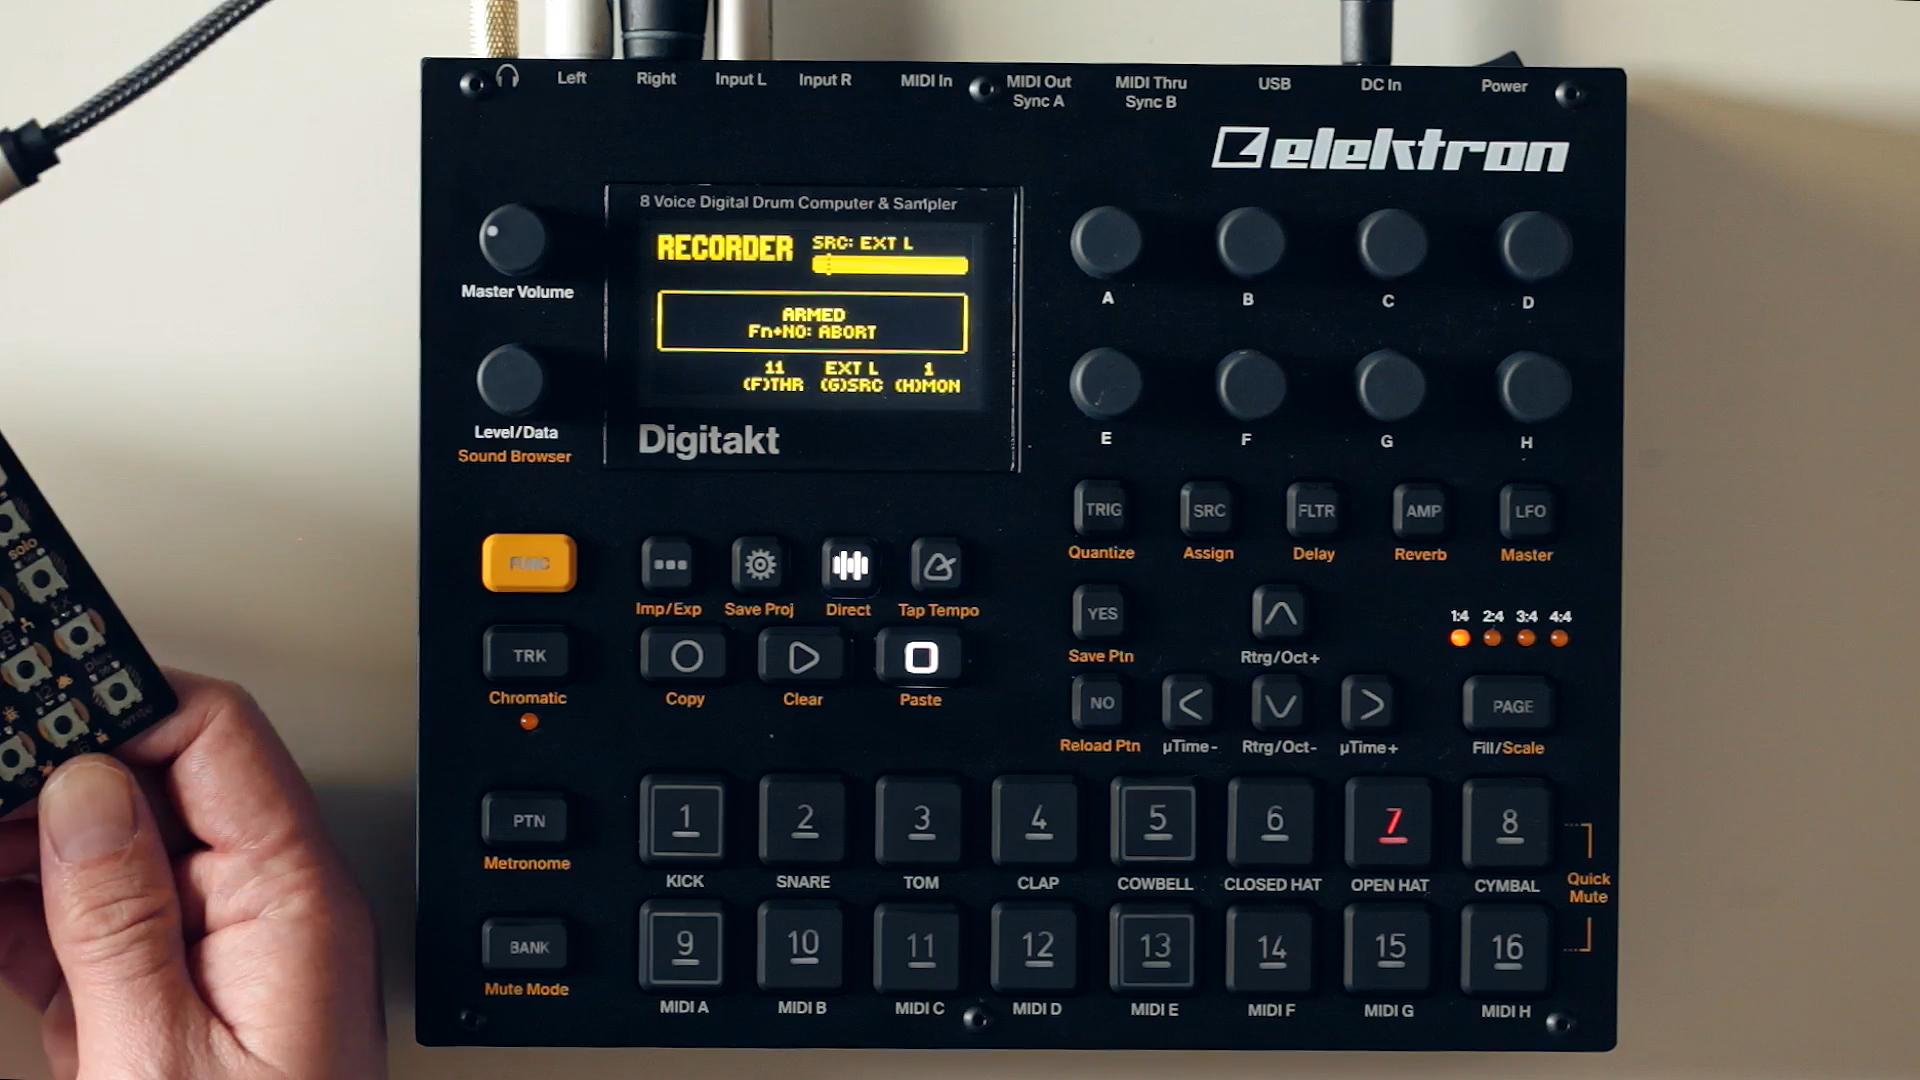 Left Right Input L Input R MIDI In MIDI Out MIDI Thru USB DC In Power
Sync A Sync B
elektron
8 Voice Digital Drum Computer & Sampler
RECORDER SRC: EXT L
ARMED
Fn+NO: ABORT
11 EXT L 1
(F)THR (G)SRC (H)MON
Digitakt
Master Volume
Level/Data
Sound Browser
A B C D
E F G H
TRIG SRC FLTR AMP LFO
Quantize Assign Delay Reverb Master
FUNC
Imp/Exp Save Proj Direct Tap Tempo
YES
Save Ptn Rtrg/Oct+
1:4 2:4 3:4 4:4
TRK
Chromatic Copy Clear Paste
NO PAGE
Reload Ptn µTime- Rtrg/Oct- µTime+ Fill/Scale
PTN
Metronome
1 2 3 4 5 6 7 8
KICK SNARE TOM CLAP COWBELL CLOSED HAT OPEN HAT CYMBAL
Quick
Mute
BANK
Mute Mode
9 10 11 12 13 14 15 16
MIDI A MIDI B MIDI C MIDI D MIDI E MIDI F MIDI G MIDI H
solo
write